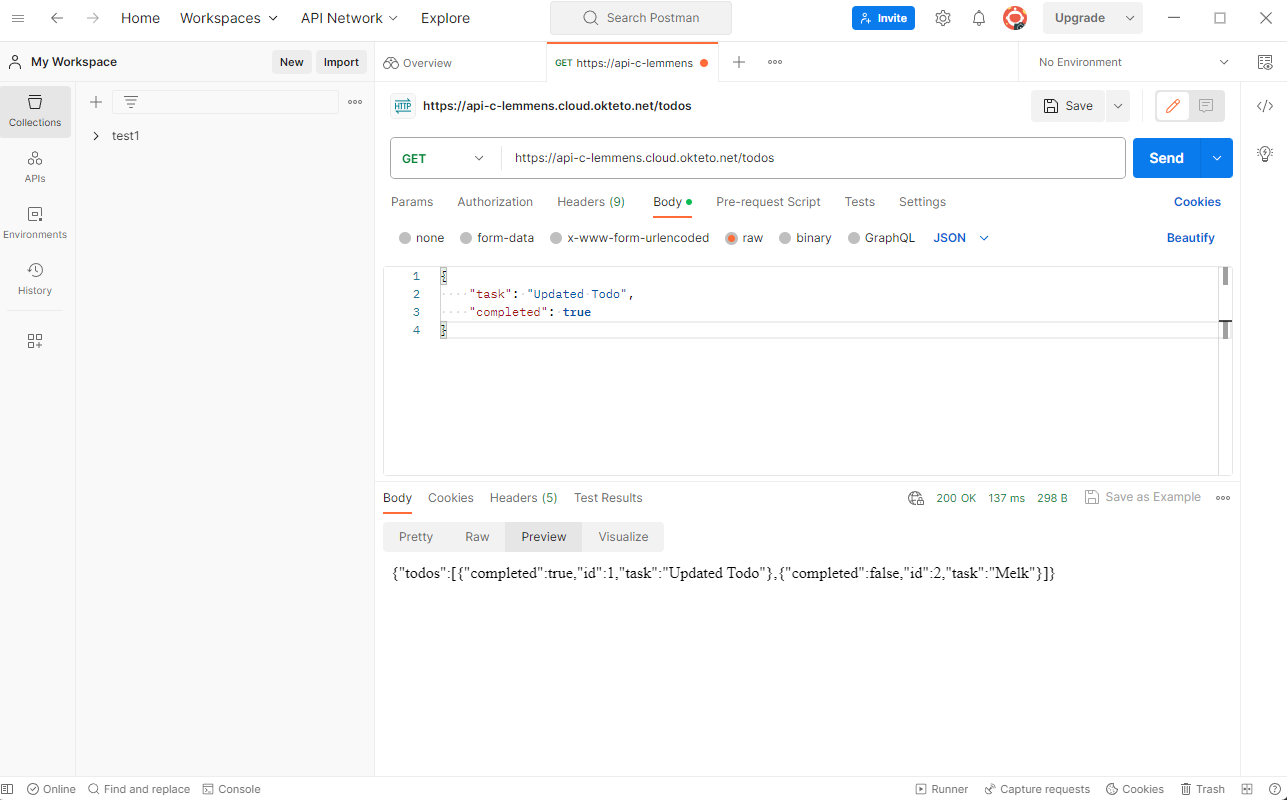 Home Workspaces API Network Explore Search Postman Invite Upgrade
My Workspace New Import Overview GET https://api-c-lemmens No Environment
Collections
test1
APIs
Environments
History
HTTP https://api-c-lemmens.cloud.okteto.net/todos Save </>
GET https://api-c-lemmens.cloud.okteto.net/todos Send
Params Authorization Headers (9) Body Pre-request Script Tests Settings Cookies
none form-data x-www-form-urlencoded raw binary GraphQL JSON Beautify
1 {
2 ····"task":·"Updated·Todo",
3 ····"completed":·true
4 }
Body Cookies Headers (5) Test Results 200 OK 137 ms 298 B Save as Example
Pretty Raw Preview Visualize
{"todos":[{"completed":true,"id":1,"task":"Updated Todo"},{"completed":false,"id":2,"task":"Melk"}]}
Online Find and replace Console Runner Capture requests Cookies Trash